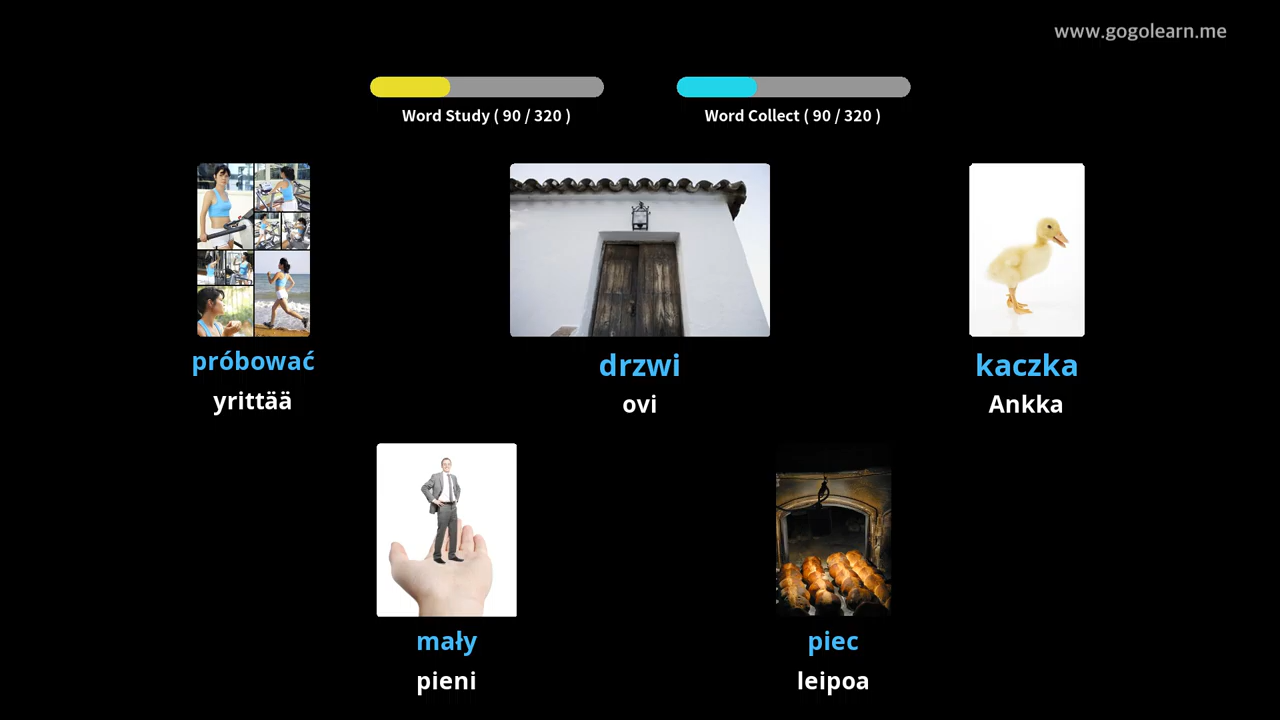 www.gogolearn.me
Word Study ( 90 / 320 )
Word Collect ( 90 / 320 )
próbować
yrittää
drzwi
ovi
kaczka
Ankka
mały
pieni
piec
leipoa